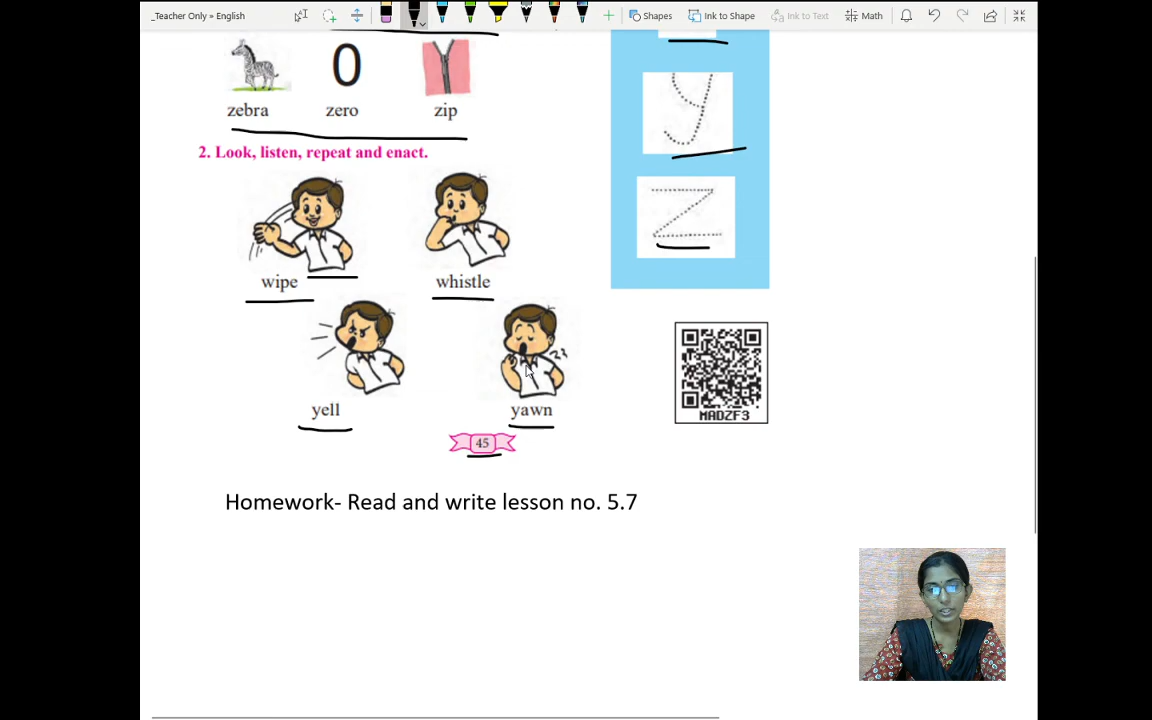 _Teacher Only » English
Shapes
Ink to Shape
Ink to Text
Math
0
zebra
zero
zip
y
z
2. Look, listen, repeat and enact.
wipe
whistle
yell
yawn
MADZF3
45
Homework- Read and write lesson no. 5.7